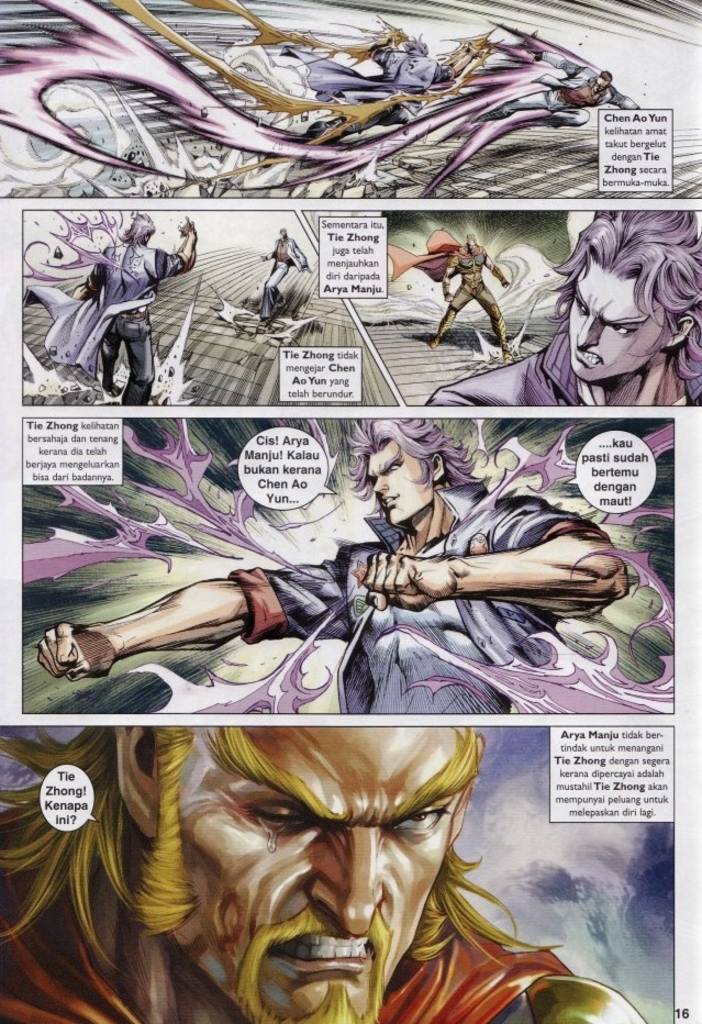 Chen Ao Yun
kelihatan amat
takut bergelut
dengan Tie
Zhong secara
bermuka-muka.
Sementara itu,
Tie Zhong
juga telah
menjauhkan
diri daripada
Arya Manju.
Tie Zhong tidak
mengejar Chen
Ao Yun yang
telah berundur.
Tie Zhong kelihatan
bersahaja dan tenang
kerana dia telah
berjaya mengeluarkan
bisa dari badannya.
Cis! Arya
Manju! Kalau
bukan kerana
Chen Ao
Yun...
....kau
pasti sudah
bertemu
dengan
maut!
Arya Manju tidak ber-
tindak untuk menangani
Tie Zhong dengan segera
kerana dipercayai adalah
mustahil Tie Zhong akan
mempunyai peluang untuk
melepaskan diri lagi.
Tie
Zhong!
Kenapa
ini?
16